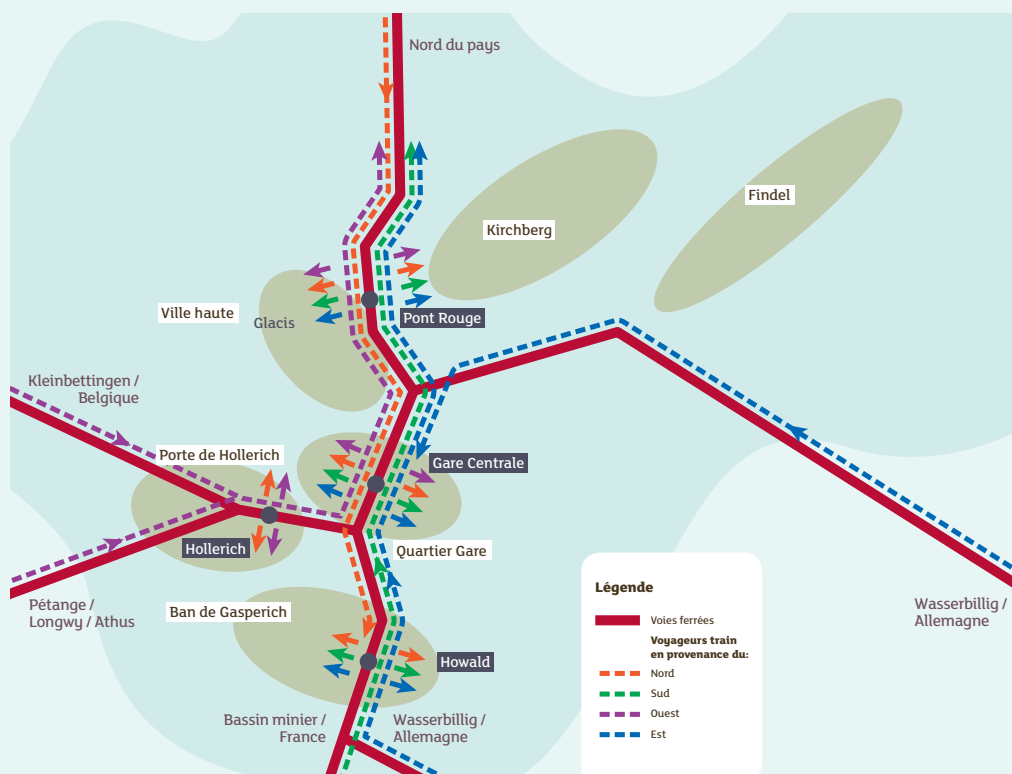 Nord du pays
Findel
Kirchberg
Ville haute
Glacis
Pont Rouge
Kleinbettingen /
Belgique
Porte de Hollerich
Gare Centrale
Hollerich
Quartier Gare
Pétange /
Longwy / Athus
Ban de Gasperich
Howald
Bassin minier /
France
Wasserbillig /
Allemagne
Wasserbillig /
Allemagne
Légende
Voies ferrées
Voyageurs train
en provenance du:
Nord
Sud
Ouest
Est